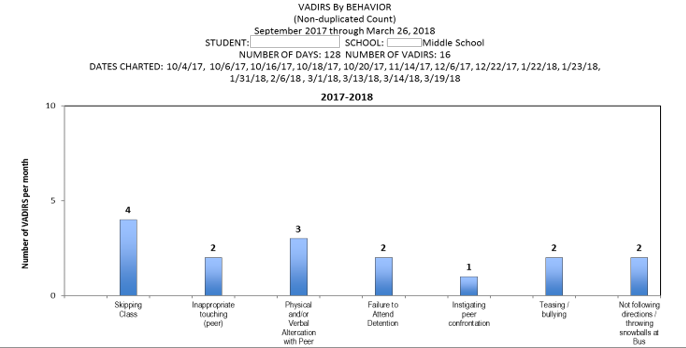 VADIRS By BEHAVIOR
(Non-duplicated Count)
September 2017 through March 26, 2018
STUDENT: SCHOOL: Middle School
NUMBER OF DAYS: 128 NUMBER OF VADIRS: 16
DATES CHARTED: 10/4/17, 10/6/17, 10/16/17, 10/18/17, 10/20/17, 11/14/17, 12/6/17, 12/22/17, 1/22/18, 1/23/18,
1/31/18, 2/6/18 , 3/1/18, 3/13/18, 3/14/18, 3/19/18
2017-2018
Number of VADIRS per month
10
5
0
4
2
3
2
1
2
2
Skipping
Class
Inappropriate
touching
(peer)
Physical
and/or
Verbal
Altercation
with Peer
Failure to
Attend
Detention
Instigating
peer
confrontation
Teasing /
bullying
Not following
directions /
throwing
snowballs at
Bus